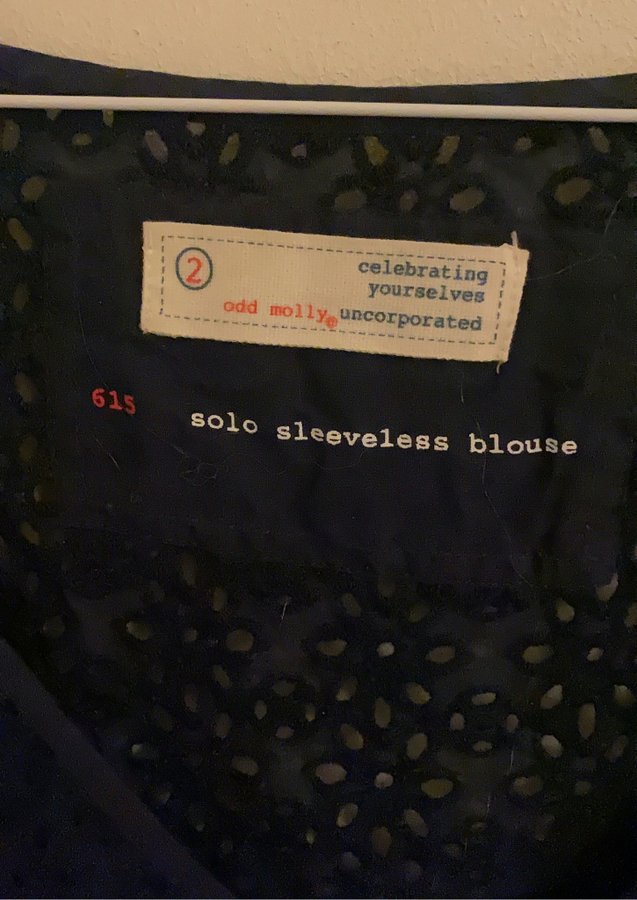 2
celebrating
yourselves
odd molly@uncorporated
615 solo sleeveless blouse